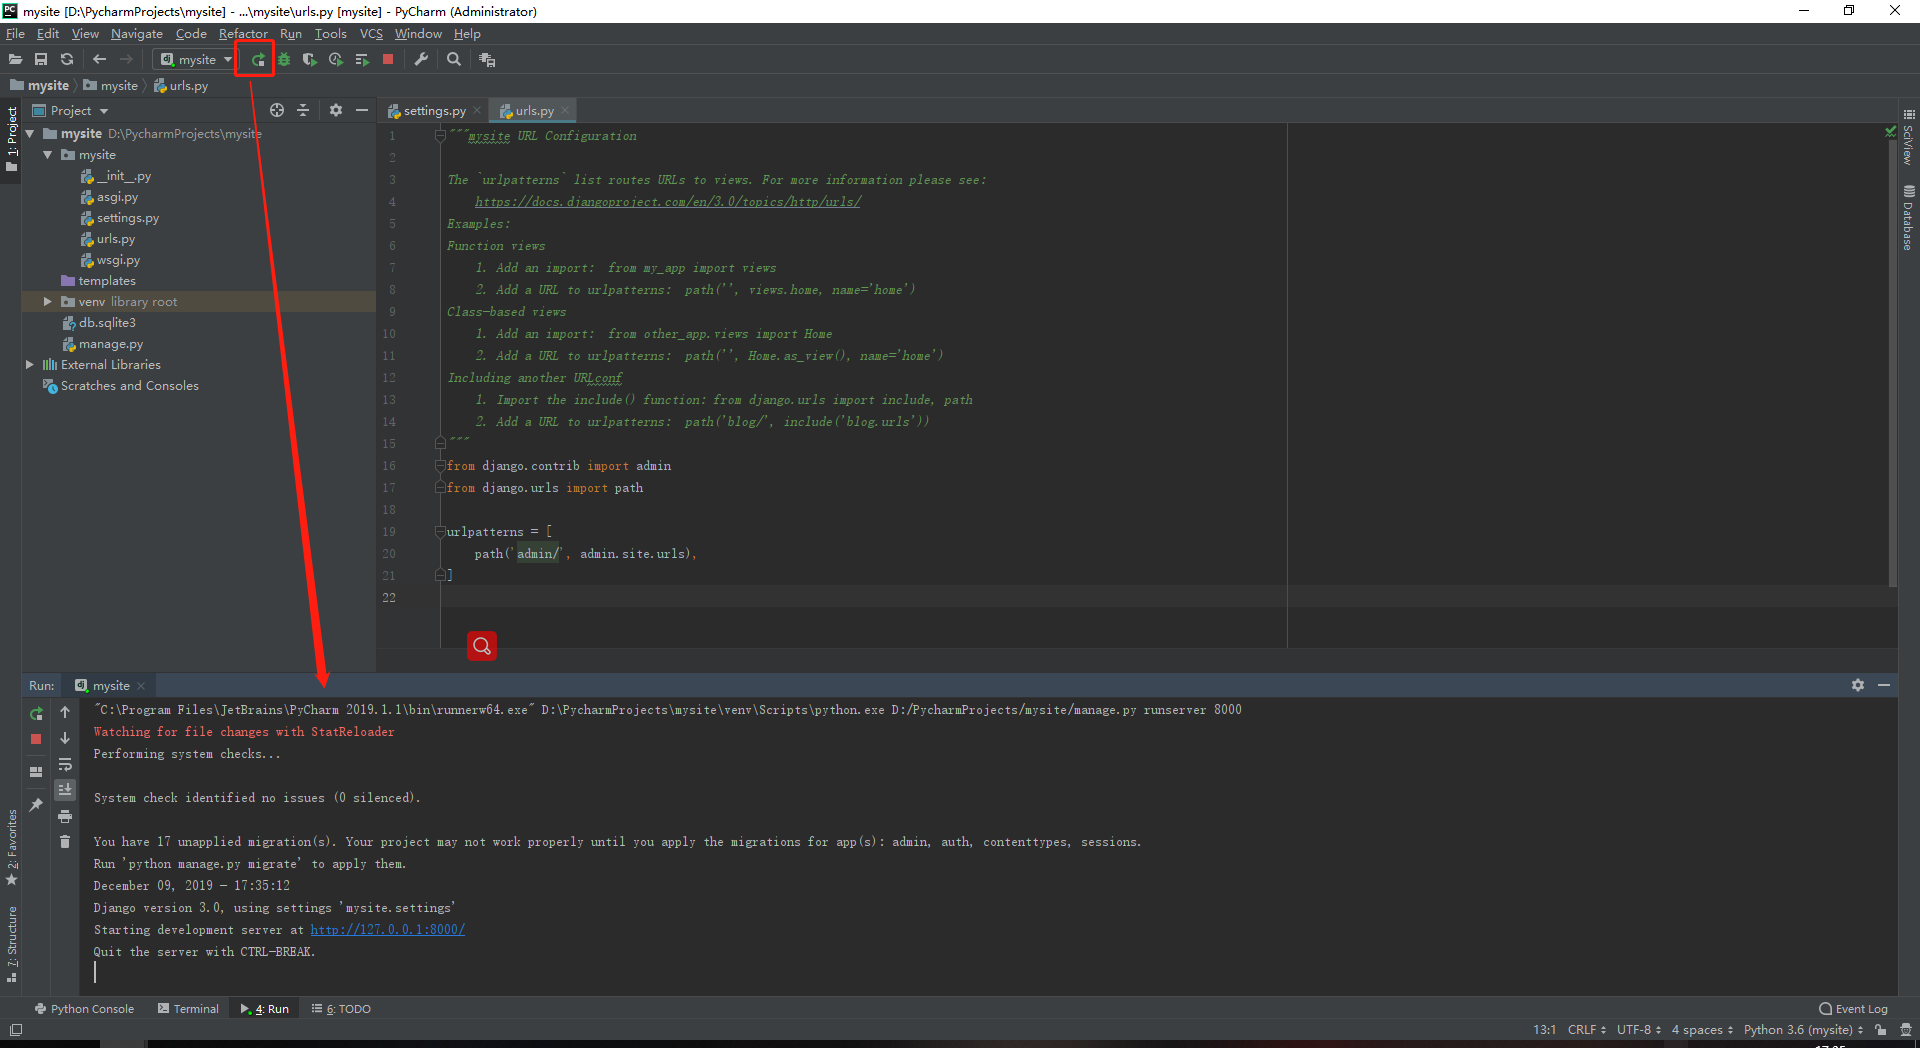 mysite [D:\PycharmProjects\mysite] - ...\mysite\urls.py [mysite] - PyCharm (Administrator)
File Edit View Navigate Code Refactor Run Tools VCS Window Help
mysite
mysite mysite urls.py
Project
settings.py urls.py
1: Project
mysite D:\PycharmProjects\mysite
mysite
__init__.py
asgi.py
settings.py
urls.py
wsgi.py
templates
venv library root
db.sqlite3
manage.py
External Libraries
Scratches and Consoles
1 """mysite URL Configuration
2
3 The `urlpatterns` list routes URLs to views. For more information please see:
4 https://docs.djangoproject.com/en/3.0/topics/http/urls/
5 Examples:
6 Function views
7 1. Add an import:  from my_app import views
8 2. Add a URL to urlpatterns:  path('', views.home, name='home')
9 Class-based views
10 1. Add an import:  from other_app.views import Home
11 2. Add a URL to urlpatterns:  path('', Home.as_view(), name='home')
12 Including another URLconf
13 1. Import the include() function: from django.urls import include, path
14 2. Add a URL to urlpatterns:  path('blog/', include('blog.urls'))
15 """
16 from django.contrib import admin
17 from django.urls import path
18
19 urlpatterns = [
20 path('admin/', admin.site.urls),
21 ]
22
SciView
Database
Run: mysite
"C:\Program Files\JetBrains\PyCharm 2019.1.1\bin\runnerw64.exe" D:\PycharmProjects\mysite\venv\Scripts\python.exe D:/PycharmProjects/mysite/manage.py runserver 8000
Watching for file changes with StatReloader
Performing system checks...
System check identified no issues (0 silenced).
You have 17 unapplied migration(s). Your project may not work properly until you apply the migrations for app(s): admin, auth, contenttypes, sessions.
Run 'python manage.py migrate' to apply them.
December 09, 2019 - 17:35:12
Django version 3.0, using settings 'mysite.settings'
Starting development server at http://127.0.0.1:8000/
Quit the server with CTRL-BREAK.
2: Favorites
7: Structure
Python Console Terminal 4: Run 6: TODO Event Log
13:1 CRLF UTF-8 4 spaces Python 3.6 (mysite)